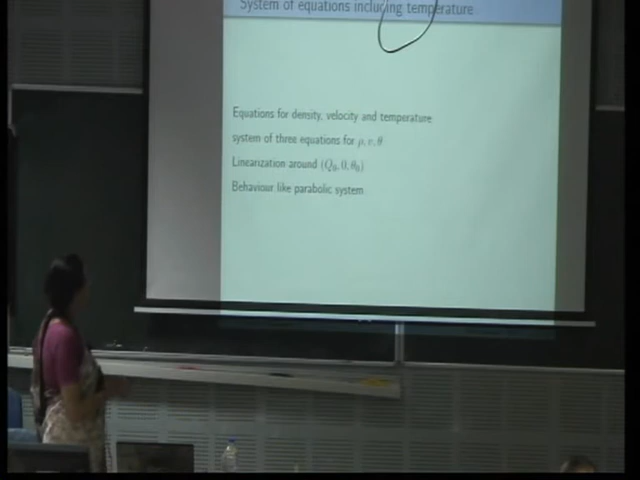 System of equations including temperature
Equations for density, velocity and temperature
system of three equations for ρ, v, θ
Linearization around (Q₀, 0, θ₀)
Behaviour like parabolic system